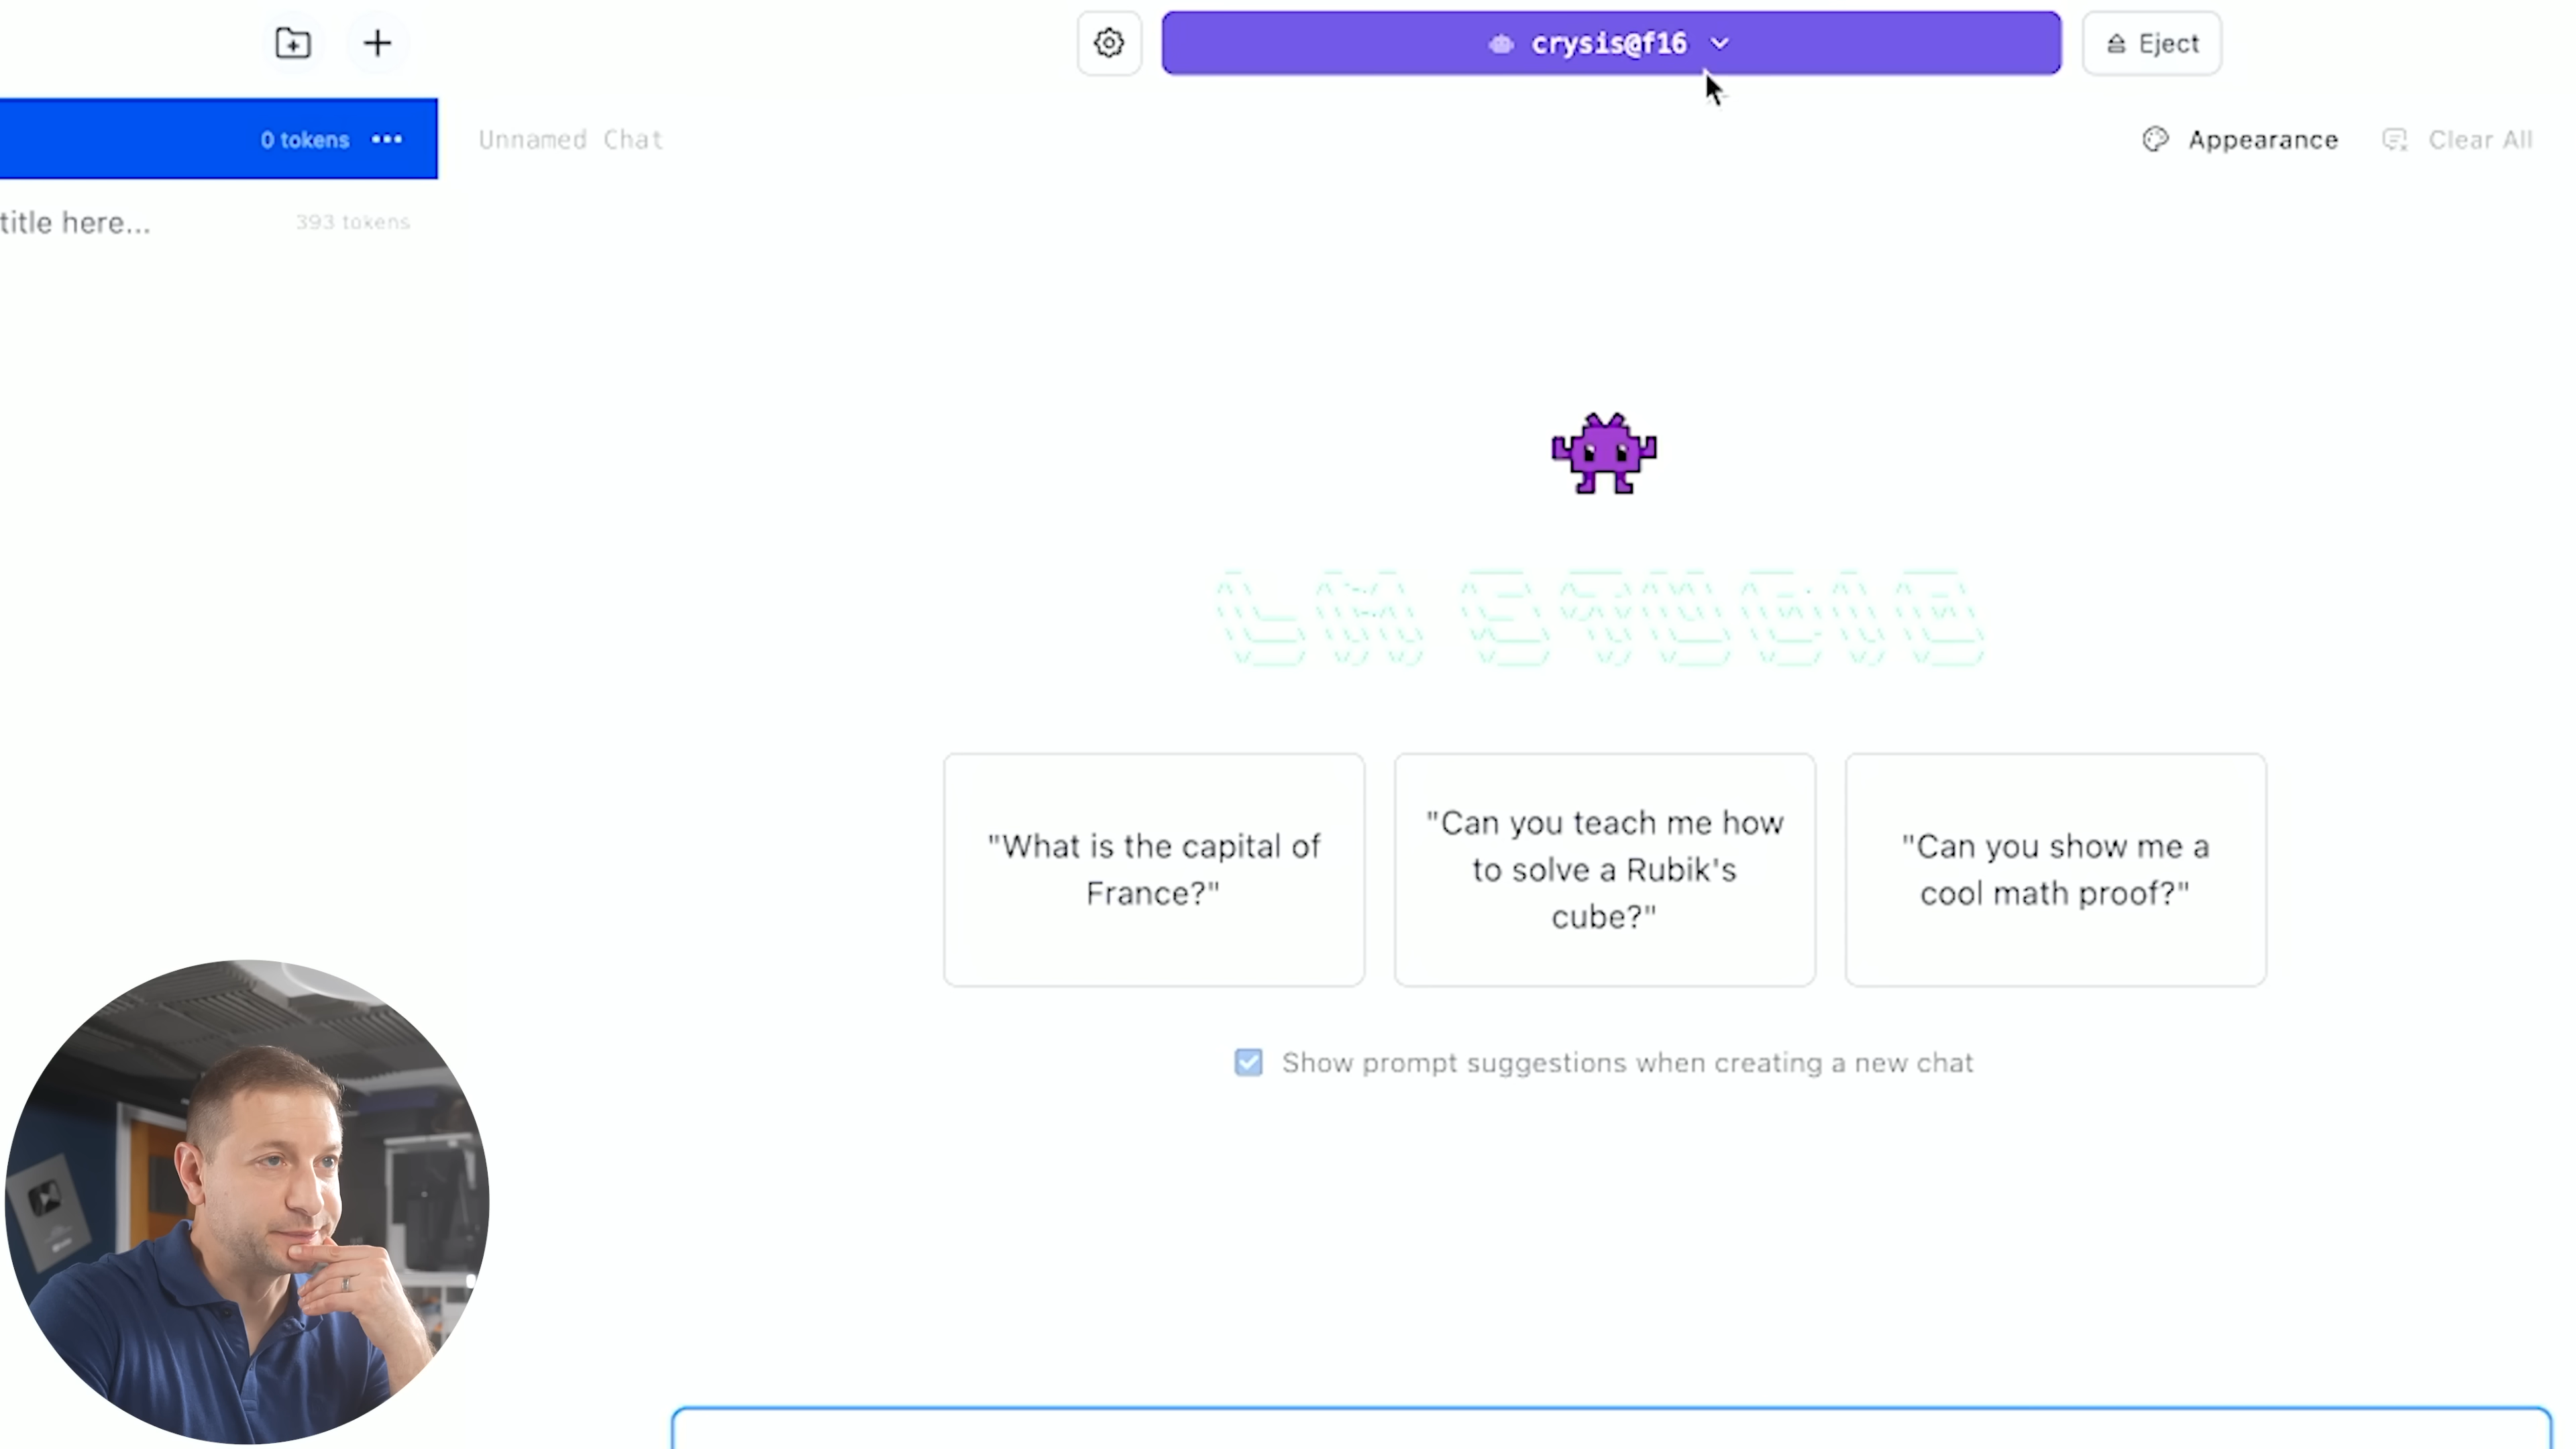 crysis@f16
Eject
0 tokens
Unnamed Chat
Appearance
Clear All
title here...
393 tokens
LM STUDIO
"What is the capital of
France?"
"Can you teach me how
to solve a Rubik's
cube?"
"Can you show me a
cool math proof?"
Show prompt suggestions when creating a new chat